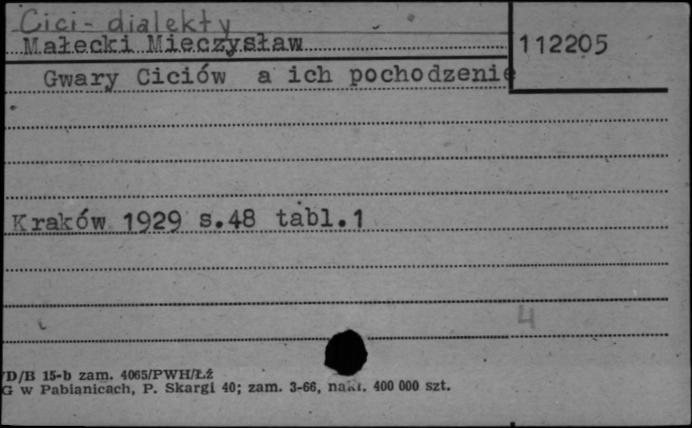 Cici - dialekty
Małecki Mieczysław
112205
Gwary Ciciów a ich pochodzenie
Kraków 1929 s.48 tabl.1
4
D/B 15-b zam. 4065/PWH/Łź
G w Pabianicach, P. Skargi 40; zam. 3-66, nakł. 400 000 szt.